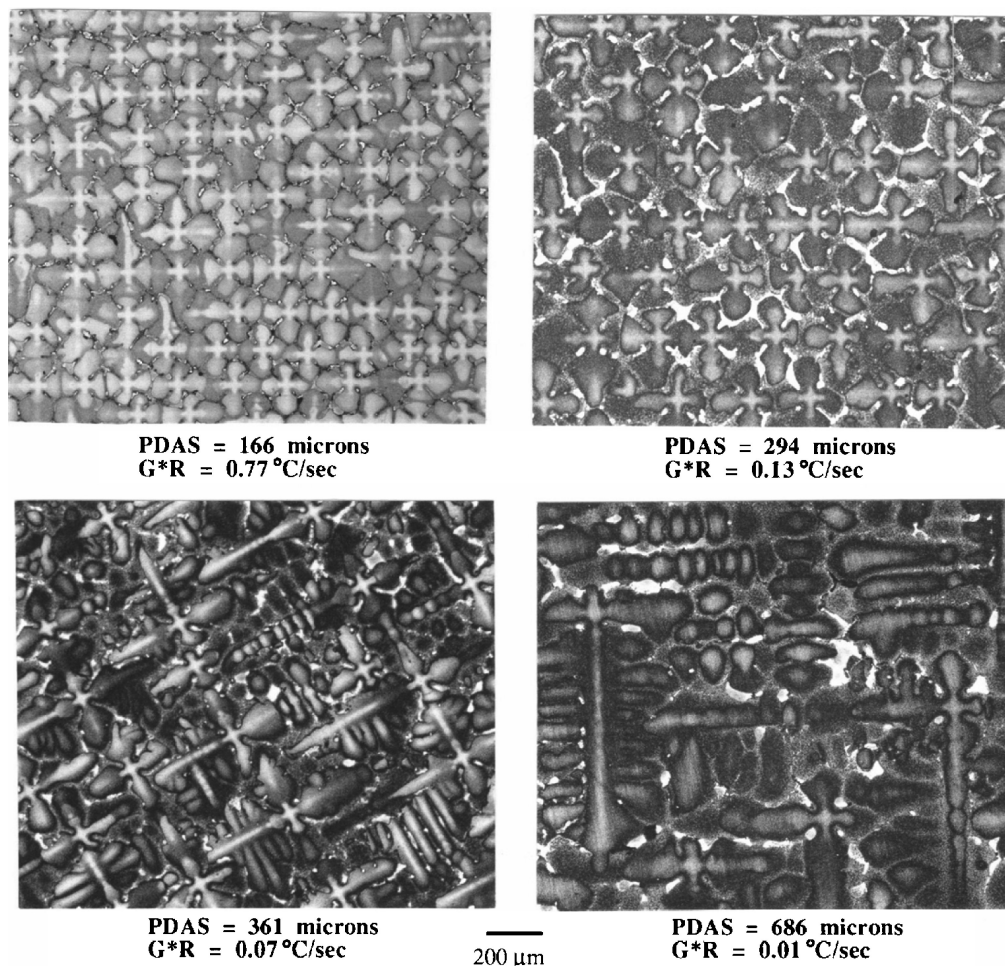 PDAS = 166 microns
G*R = 0.77 °C/sec
PDAS = 294 microns
G*R = 0.13 °C/sec
PDAS = 361 microns
G*R = 0.07 °C/sec
200 µm
PDAS = 686 microns
G*R = 0.01 °C/sec